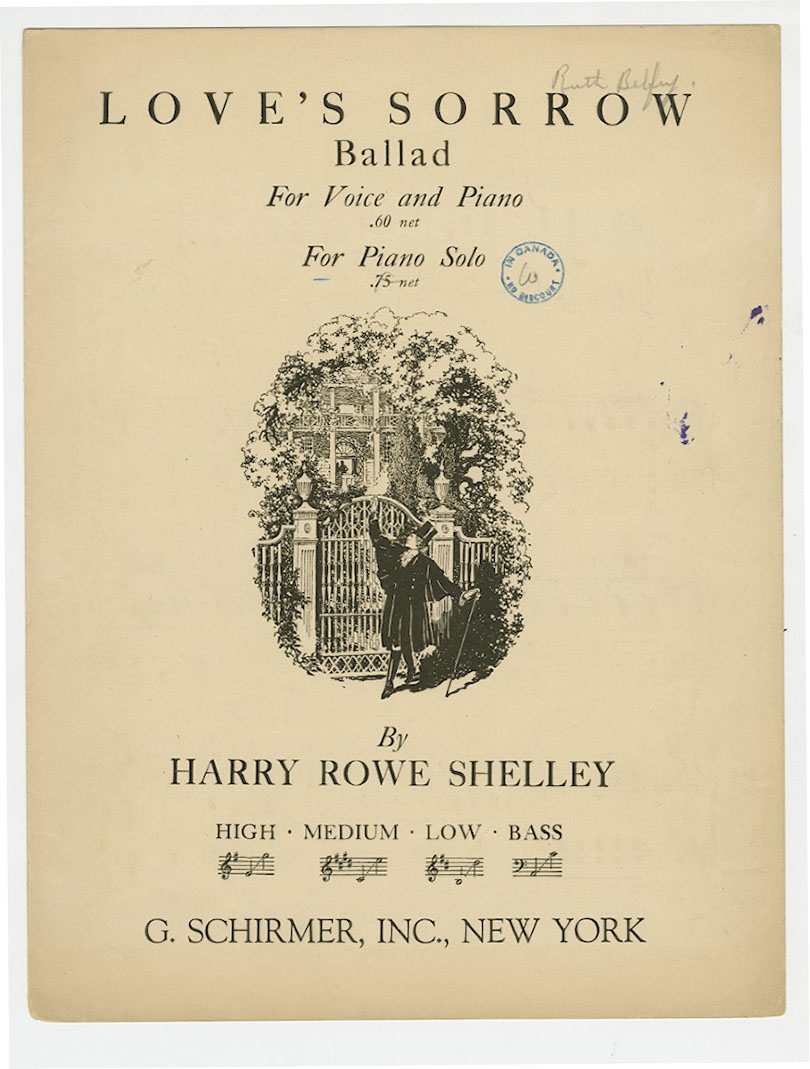 Ruth
LOVE'S SORROW
Ballad
For Voice and Piano
.60 net
For Piano Solo
.75 net
IN CANADA
60
NO DISCOUNT
By
HARRY ROWE SHELLEY
HIGH · MEDIUM · LOW · BASS
G. SCHIRMER, INC., NEW YORK